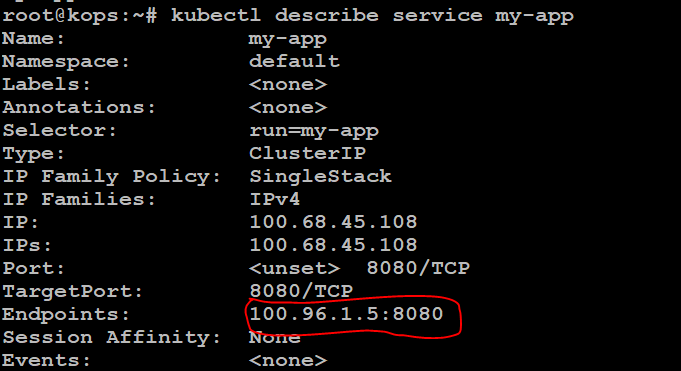 root@kops:~# kubectl describe service my-app
Name:              my-app
Namespace:         default
Labels:            <none>
Annotations:       <none>
Selector:          run=my-app
Type:              ClusterIP
IP Family Policy:  SingleStack
IP Families:       IPv4
IP:                100.68.45.108
IPs:               100.68.45.108
Port:              <unset>  8080/TCP
TargetPort:        8080/TCP
Endpoints:         100.96.1.5:8080
Session Affinity:  None
Events:            <none>